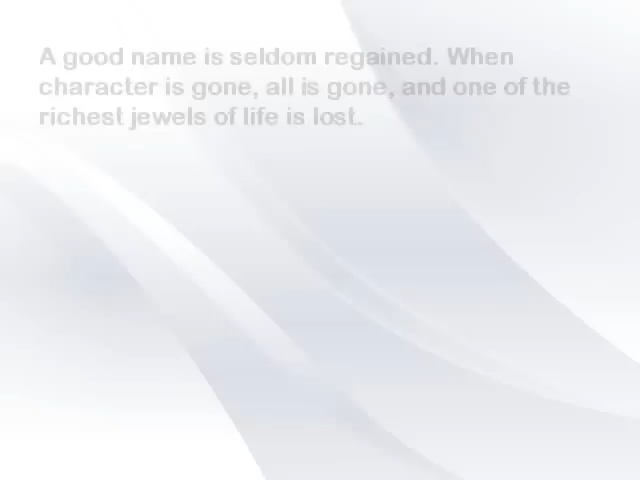 A good name is seldom regained. When
character is gone, all is gone, and one of the
richest jewels of life is lost.